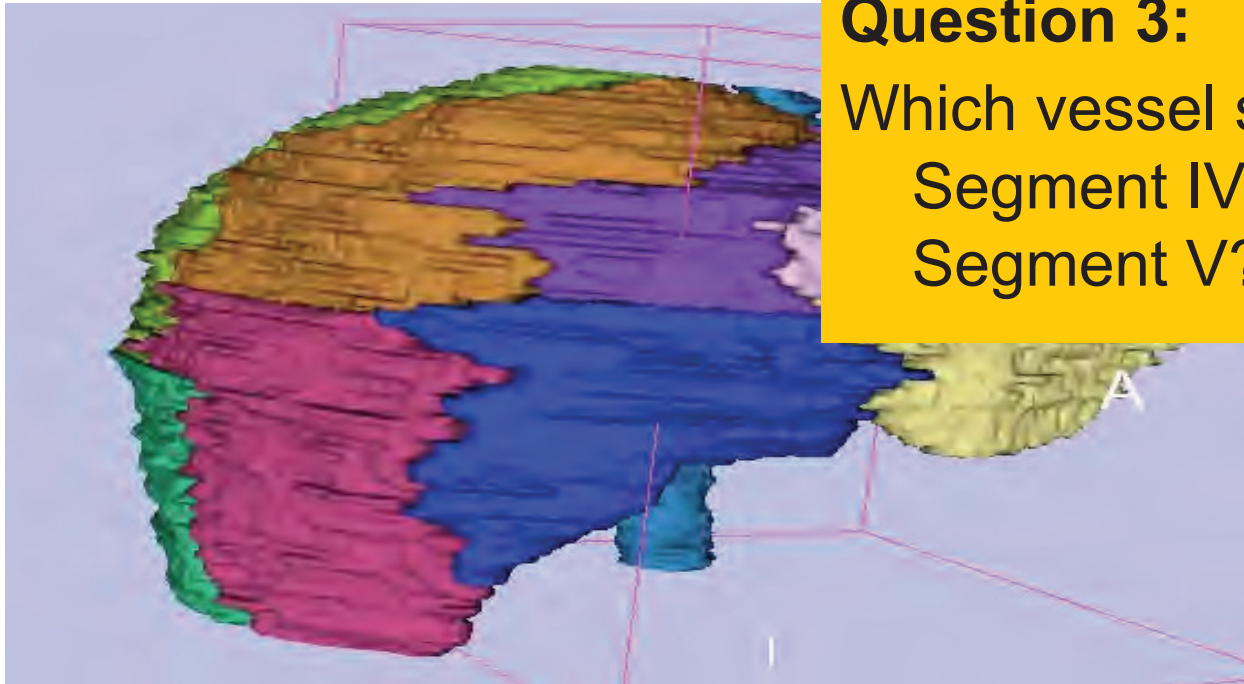 Question 3:
Which vessel
Segment IV
Segment V?
A
I